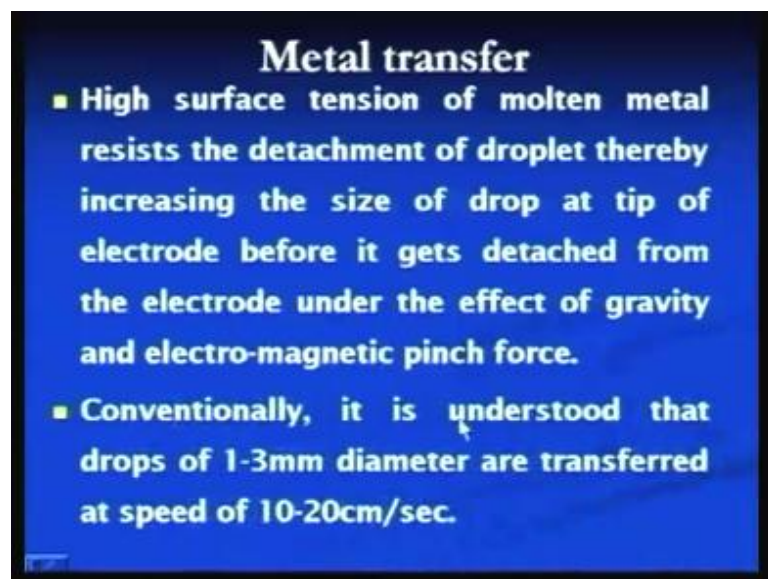 Metal transfer
High surface tension of molten metal
resists the detachment of droplet thereby
increasing the size of drop at tip of
electrode before it gets detached from
the electrode under the effect of gravity
and electro-magnetic pinch force.
Conventionally, it is understood that
drops of 1-3mm diameter are transferred
at speed of 10-20cm/sec.